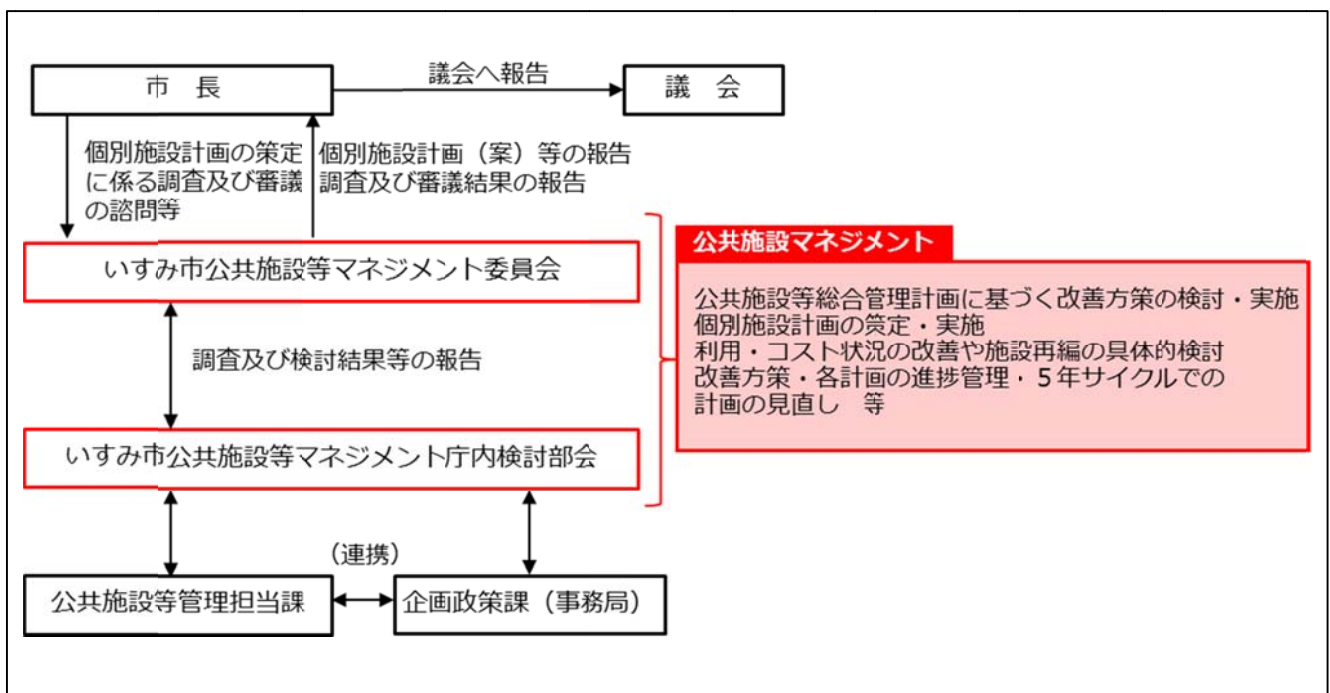 市　長
議会へ報告
議　会
個別施設計画の策定
に係る調査及び審議
の諮問等
個別施設計画（案）等の報告
調査及び審議結果の報告
いすみ市公共施設等マネジメント委員会
公共施設マネジメント
公共施設等総合管理計画に基づく改善方策の検討・実施
個別施設計画の策定・実施
利用・コスト状況の改善や施設再編の具体的検討
改善方策・各計画の進捗管理・５年サイクルでの
計画の見直し　等
調査及び検討結果等の報告
いすみ市公共施設等マネジメント庁内検討部会
（連携）
公共施設等管理担当課
企画政策課（事務局）